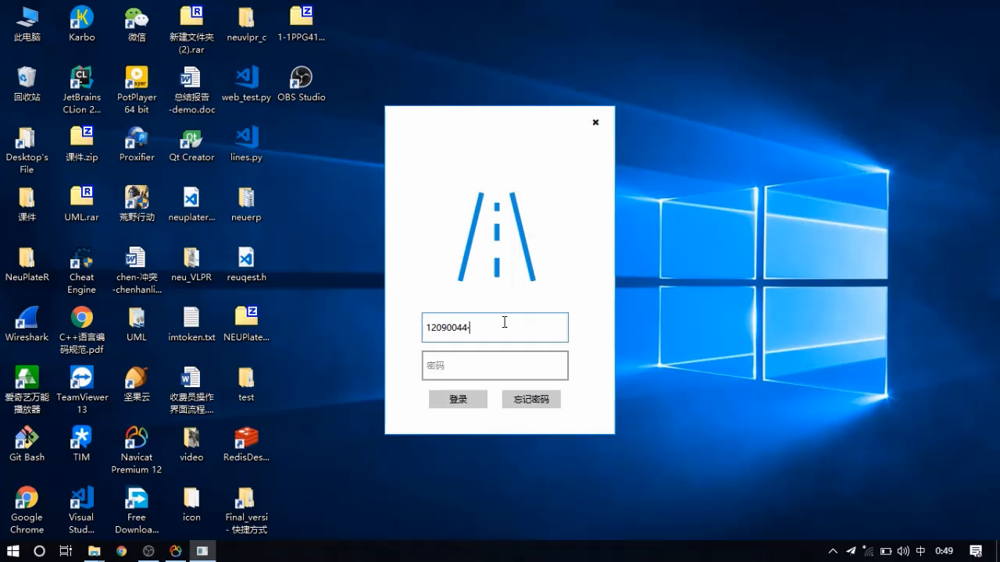 此电脑
Karbo
微信
新建文件夹
(2).rar
neuvlpr_c
1-1PPG41...
回收站
JetBrains
CLion 2...
PotPlayer
64 bit
总结报告
-demo.doc
web_test.py
OBS Studio
Desktop's
File
课件.zip
Proxifier
Qt Creator
lines.py
课件
UML.rar
荒野行动
neuplater...
neuerp
NeuPlateR
Cheat
Engine
chen-冲突
-chenhanli...
neu_VLPR
reuqest.h
Wireshark
C++语言编
码规范.pdf
UML
imtoken.txt
NEUPlate...
爱奇艺万能
播放器
TeamViewer
13
坚果云
收费员操作
界面流程....
test
Git Bash
TIM
Navicat
Premium 12
video
RedisDes...
Google
Chrome
Visual
Stud...
Free
Downloa...
icon
Final_versi
- 快捷方式
12090044
密码
登录
忘记密码
中
0:49